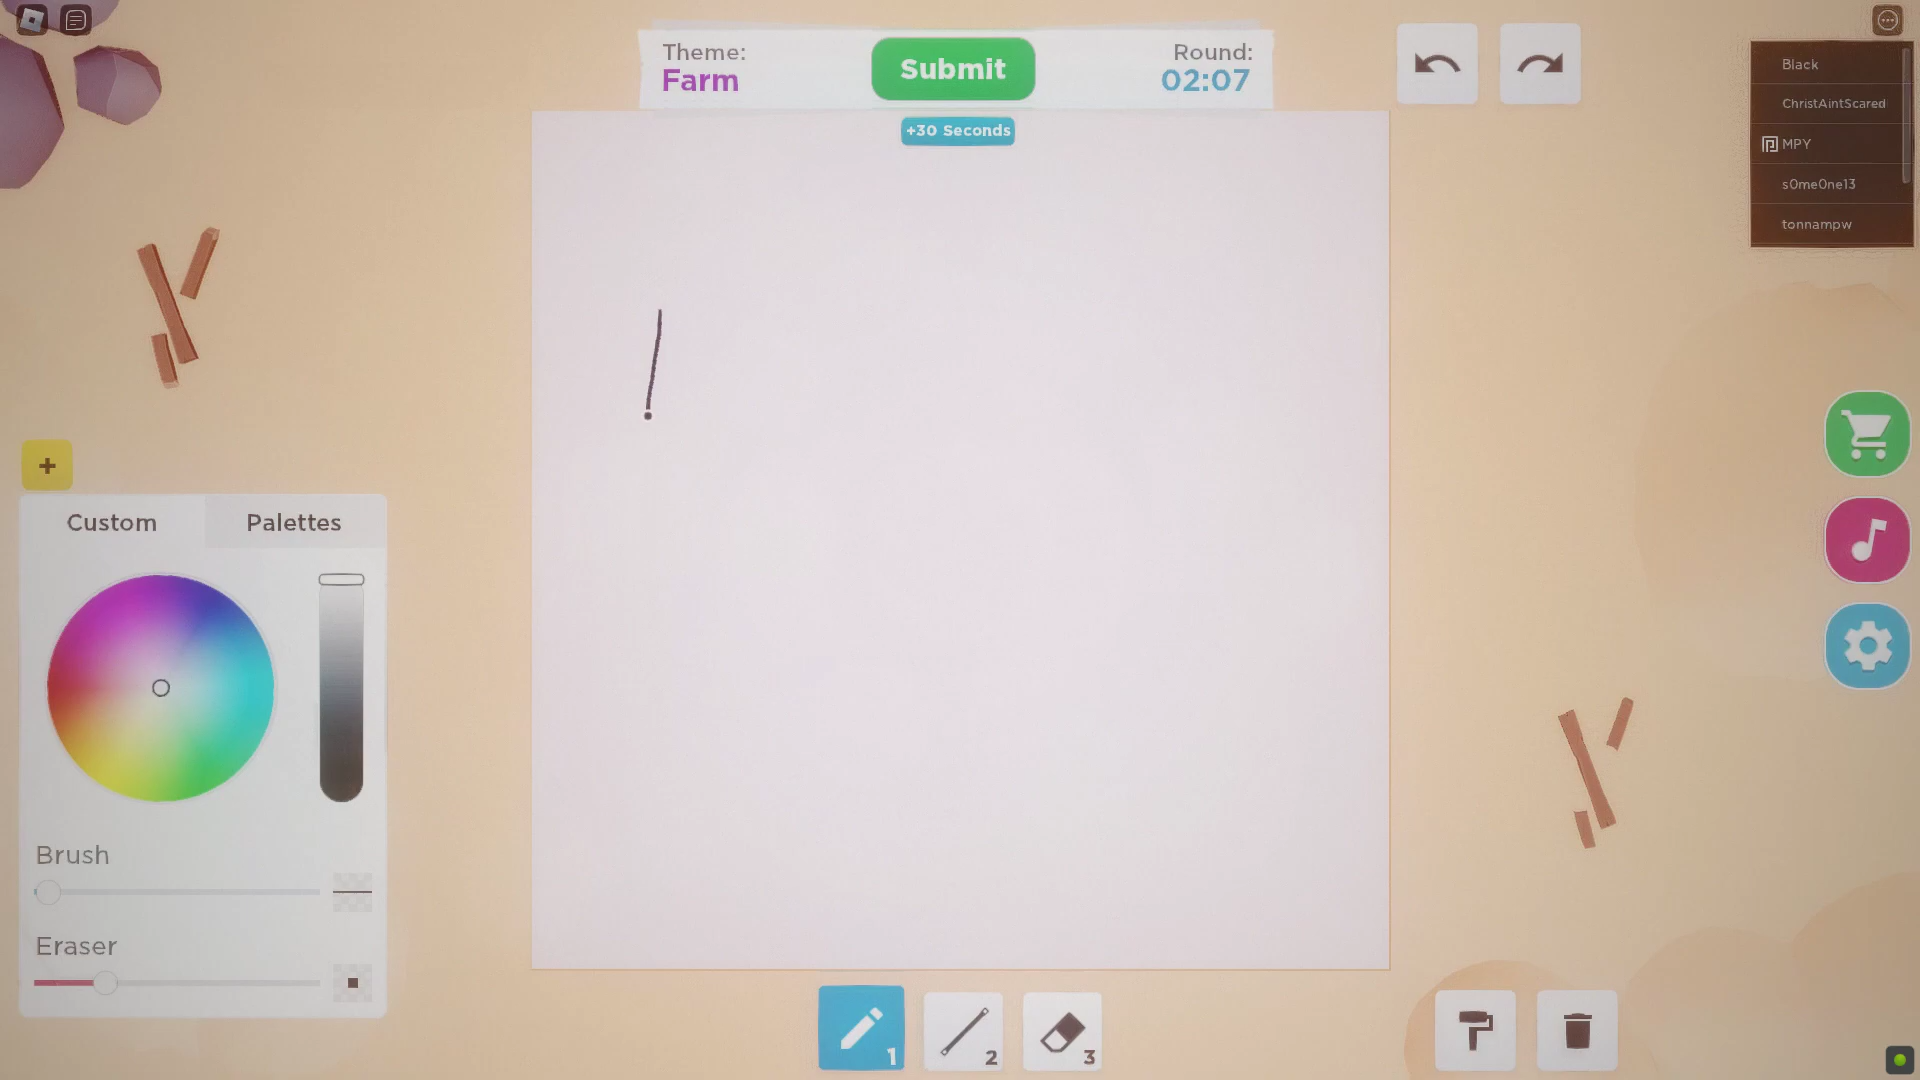 Theme:
Farm
Submit
Round:
02:07
+30 Seconds
Black
ChristAintScared
MPY
s0me0ne13
tonnampw
+
Custom
Palettes
Brush
Eraser
1
2
3